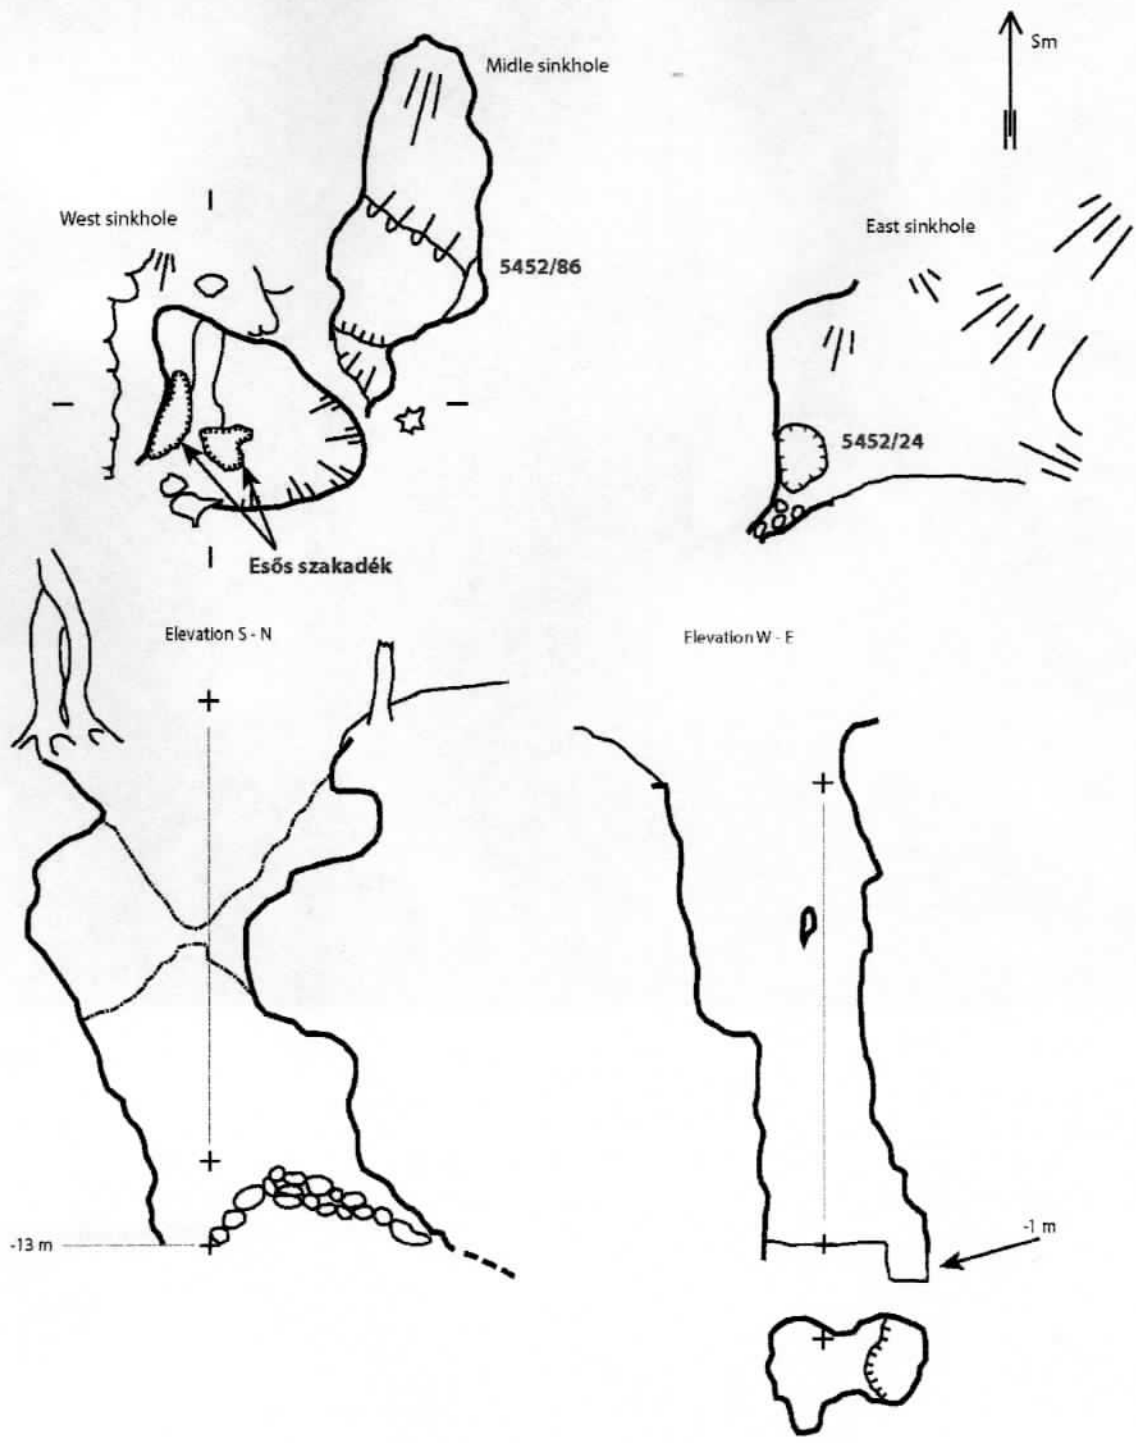 Midle sinkhole
Sm
West sinkhole
East sinkhole
5452/86
5452/24
Esős szakadék
Elevation S - N
Elevation W - E
-13 m
-1 m